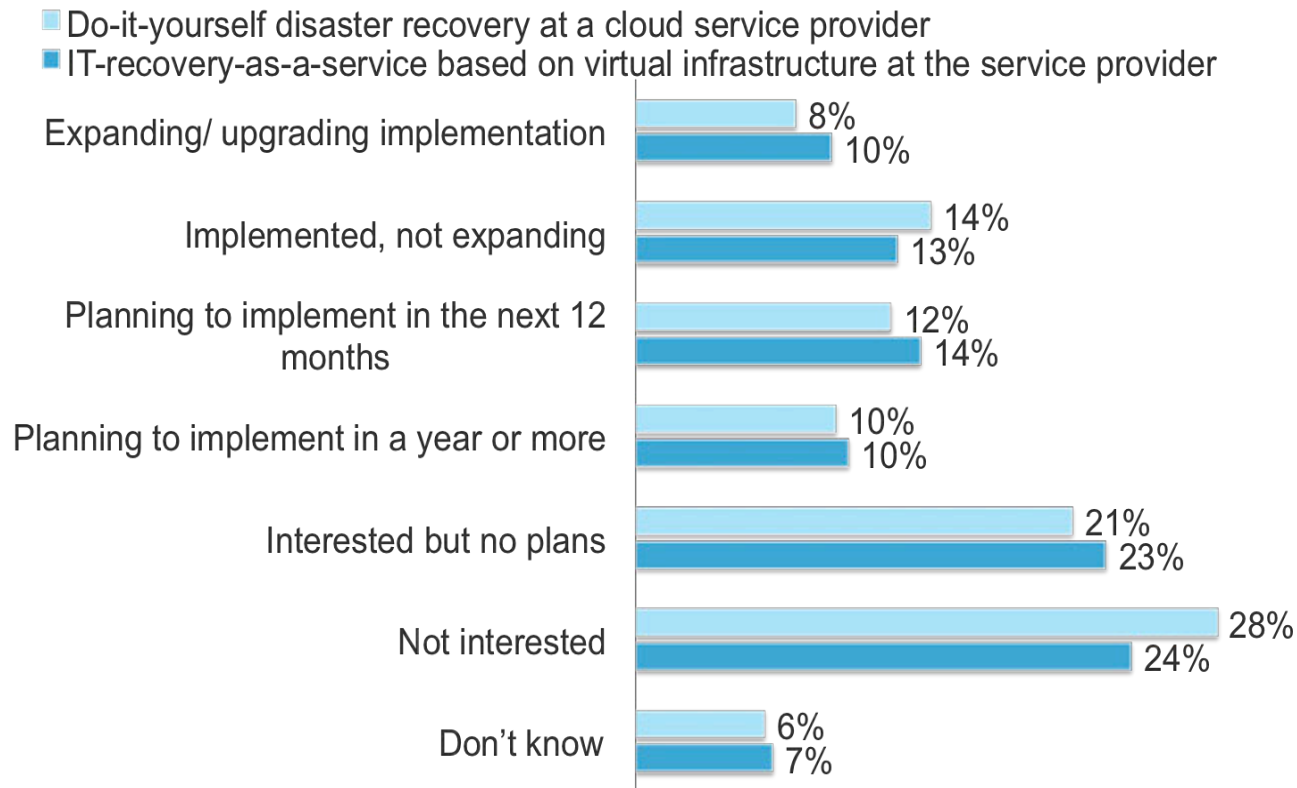 Do-it-yourself disaster recovery at a cloud service provider
IT-recovery-as-a-service based on virtual infrastructure at the service provider
Expanding/ upgrading implementation
8%
10%
Implemented, not expanding
14%
13%
Planning to implement in the next 12
months
12%
14%
Planning to implement in a year or more
10%
10%
Interested but no plans
21%
23%
Not interested
28%
24%
Don't know
6%
7%